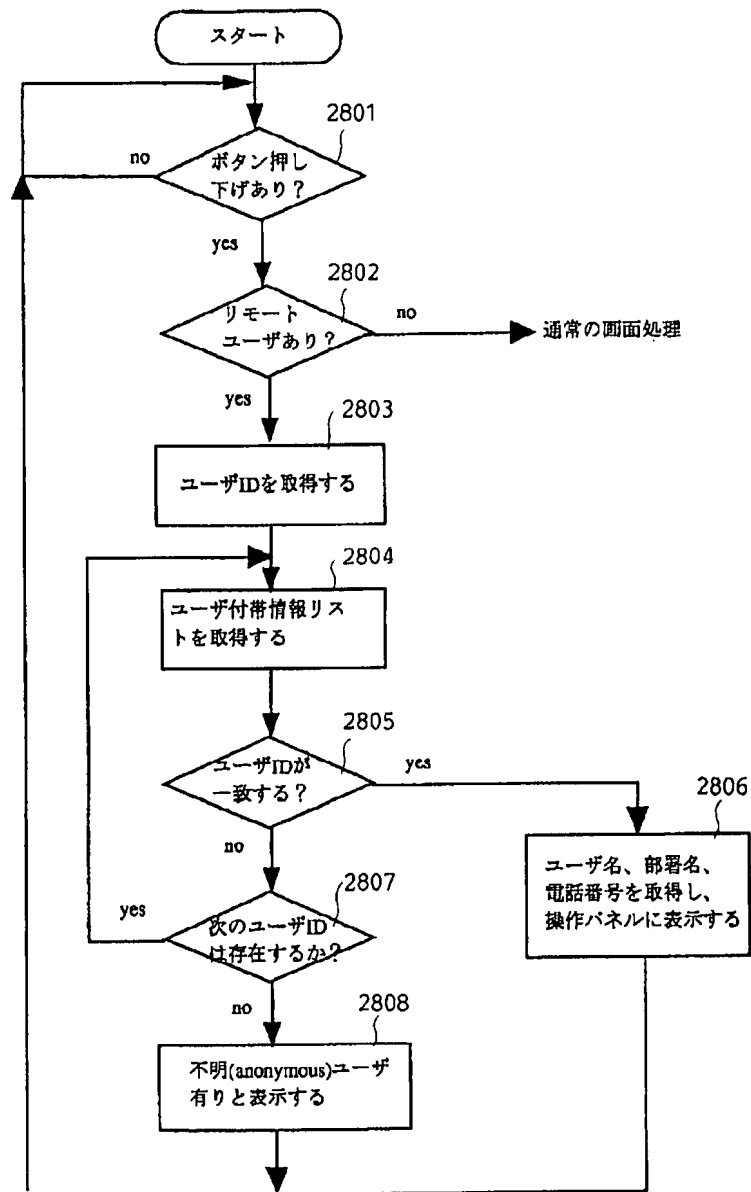 スタート
2801
no
ボタン押し
下げあり?
yes
2802
リモート
ユーザあり?
no
通常の画面処理
yes
2803
ユーザIDを取得する
2804
ユーザ付帯情報リス
トを取得する
2805
ユーザIDが
一致する?
yes
2806
ユーザ名、部署名、
電話番号を取得し、
操作パネルに表示する
no
2807
yes
次のユーザID
は存在するか?
no
2808
不明(anonymous)ユーザ
有りと表示する